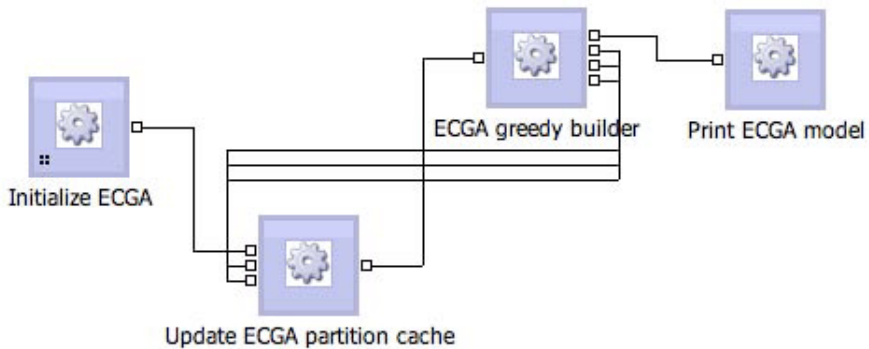 ECGA greedy builder
Print ECGA model
Initialize ECGA
Update ECGA partition cache